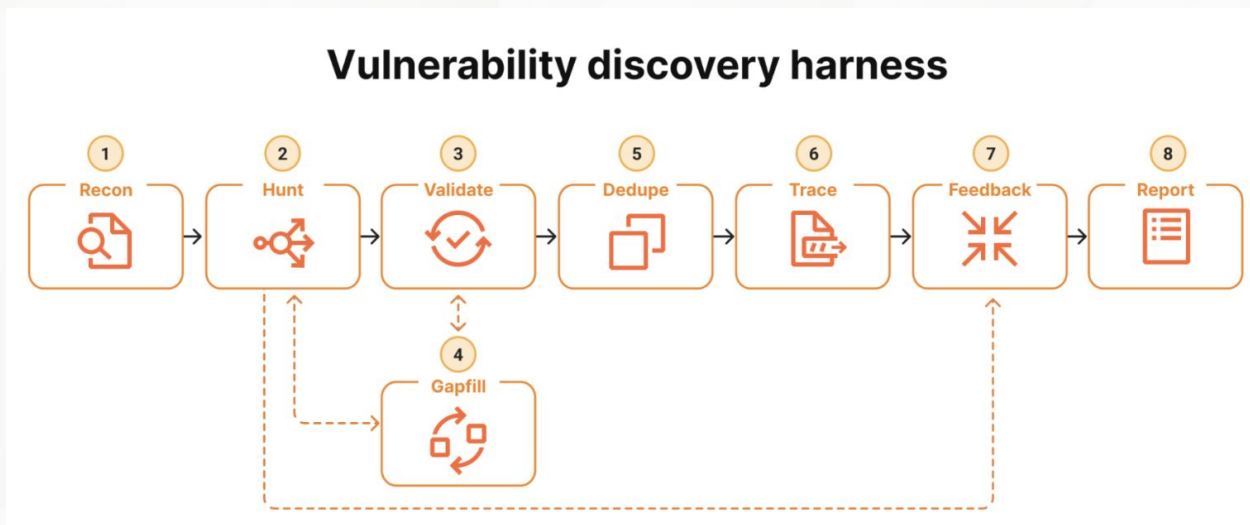 Vulnerability discovery harness
1
Recon
2
Hunt
3
Validate
5
Dedupe
6
Trace
7
Feedback
8
Report
4
Gapfill